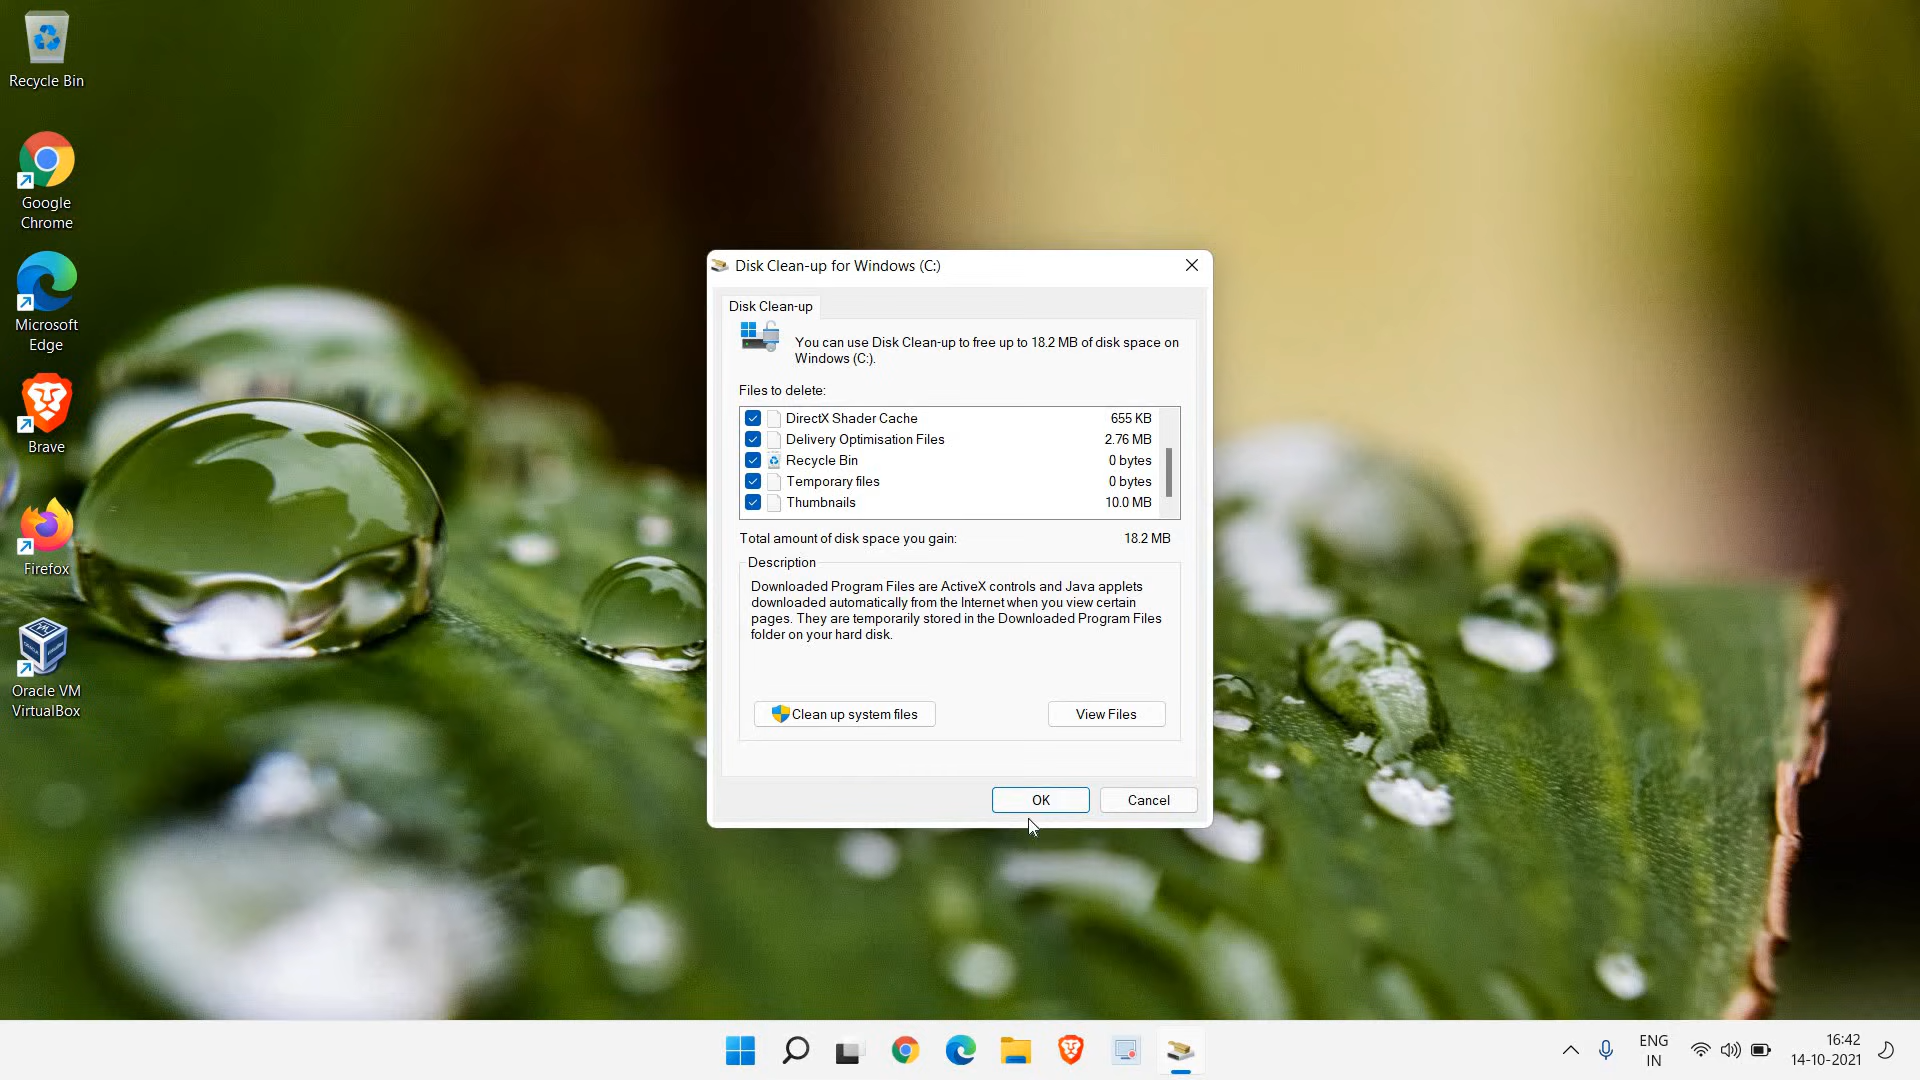 Recycle Bin
Google
Chrome
Microsoft
Edge
Brave
Firefox
Oracle VM
VirtualBox
Disk Clean-up for Windows (C:)
Disk Clean-up
You can use Disk Clean-up to free up to 18.2 MB of disk space on
Windows (C:).
Files to delete:
DirectX Shader Cache 655 KB
Delivery Optimisation Files 2.76 MB
Recycle Bin 0 bytes
Temporary files 0 bytes
Thumbnails 10.0 MB
Total amount of disk space you gain: 18.2 MB
Description
Downloaded Program Files are ActiveX controls and Java applets
downloaded automatically from the Internet when you view certain
pages. They are temporarily stored in the Downloaded Program Files
folder on your hard disk.
Clean up system files View Files
OK Cancel
ENG 16:42
IN 14-10-2021